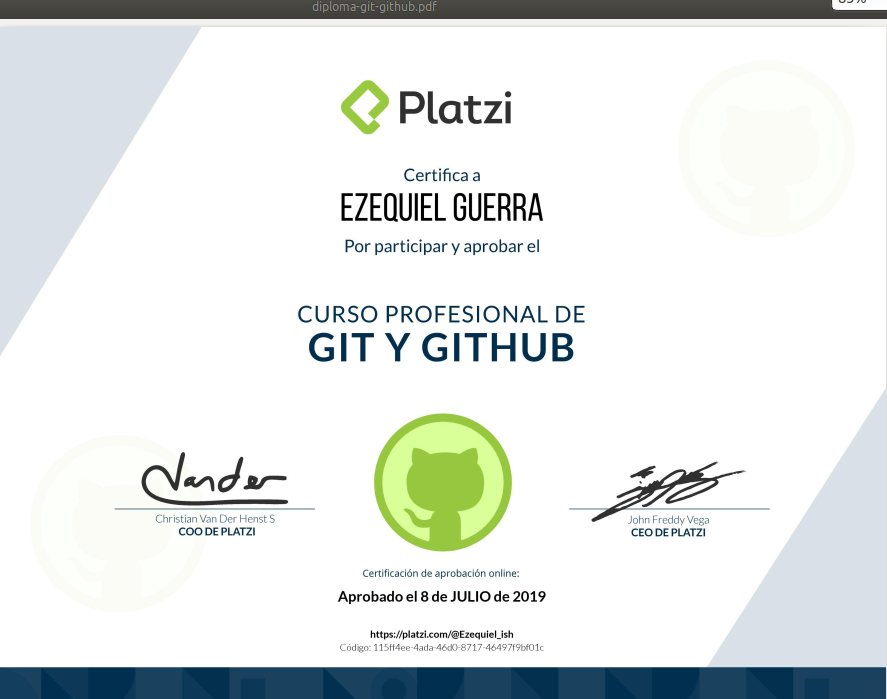 diploma-git-github.pdf
Platzi
Certifica a
EZEQUIEL GUERRA
Por participar y aprobar el
CURSO PROFESIONAL DE
GIT Y GITHUB
Vander
Christian Van Der Henst S
COO DE PLATZI
John Freddy Vega
CEO DE PLATZI
Certificación de aprobación online:
Aprobado el 8 de JULIO de 2019
https://platzi.com/@Ezequiel_ish
Código: 115ff4ee-4ada-46d0-8717-46497f9bf01c